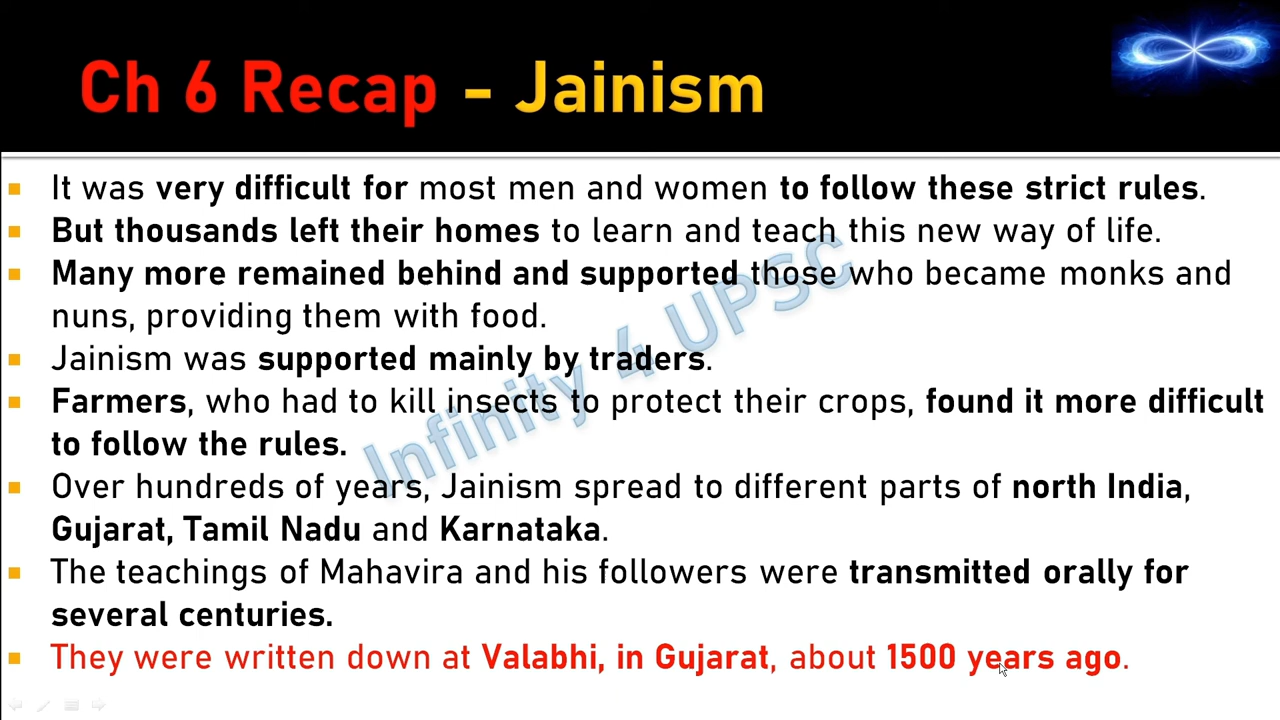 Ch 6 Recap - Jainism
It was very difficult for most men and women to follow these strict rules.
But thousands left their homes to learn and teach this new way of life.
Many more remained behind and supported those who became monks and
nuns, providing them with food.
Jainism was supported mainly by traders.
Farmers, who had to kill insects to protect their crops, found it more difficult
to follow the rules.
Over hundreds of years, Jainism spread to different parts of north India,
Gujarat, Tamil Nadu and Karnataka.
The teachings of Mahavira and his followers were transmitted orally for
several centuries.
They were written down at Valabhi, in Gujarat, about 1500 years ago.
Infinity 4 UPSC